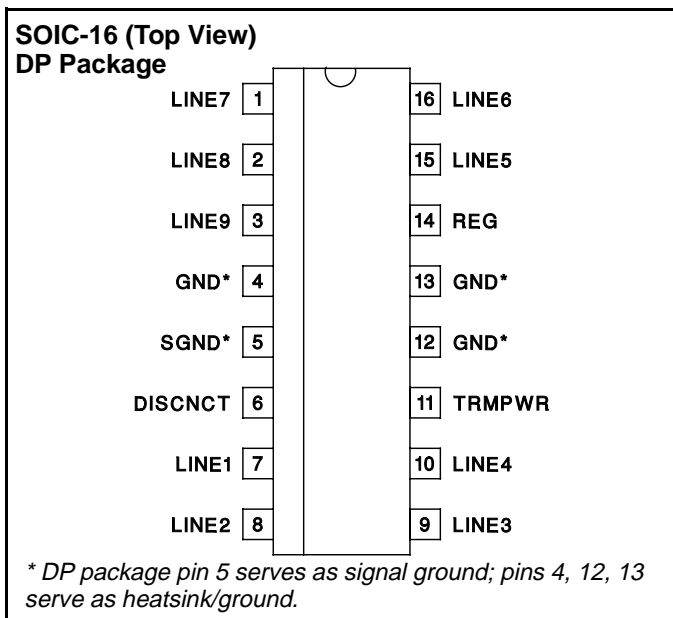 SOIC-16 (Top View)
DP Package
LINE7 1 16 LINE6
LINE8 2 15 LINE5
LINE9 3 14 REG
GND* 4 13 GND*
SGND* 5 12 GND*
DISCNCT 6 11 TRMPWR
LINE1 7 10 LINE4
LINE2 8 9 LINE3
* DP package pin 5 serves as signal ground; pins 4, 12, 13
serve as heatsink/ground.